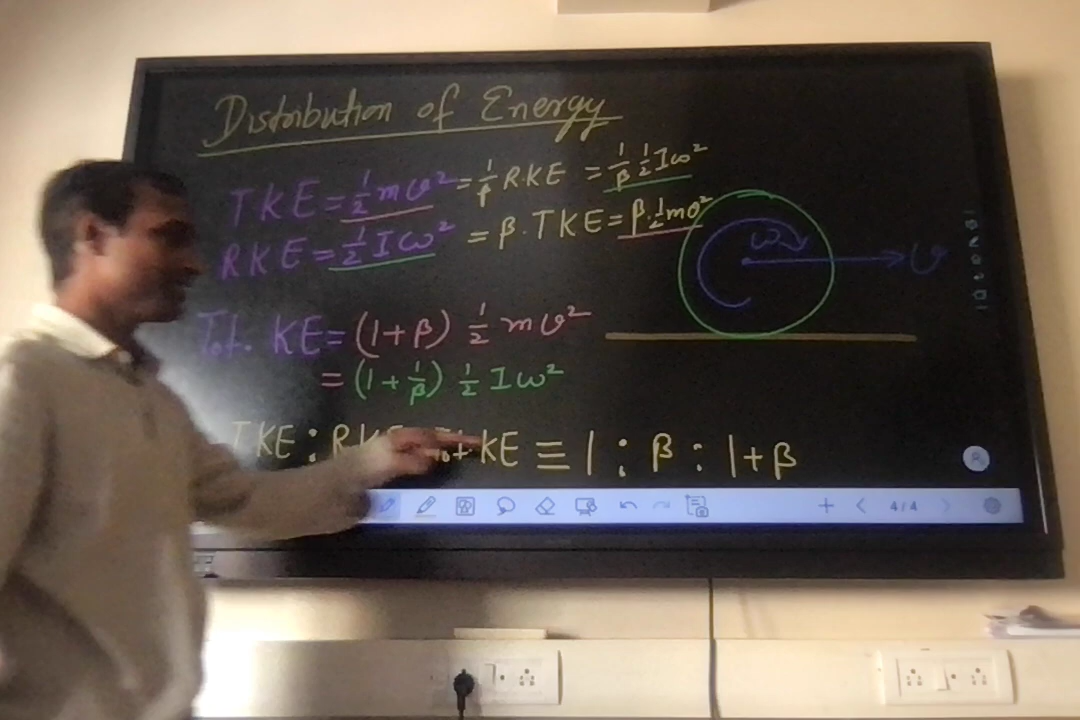 Distribution of Energy
TKE = 1/2 mv² = 1/β RKE = 1/β 1/2 Iω²
RKE = 1/2 Iω² = β. TKE = β. 1/2 mv²
ω
v
Tot. KE = (1+β) 1/2 mv²
= (1+1/β) 1/2 Iω²
TKE : RKE : Tot KE ≡ 1 : β : 1+β
4/4